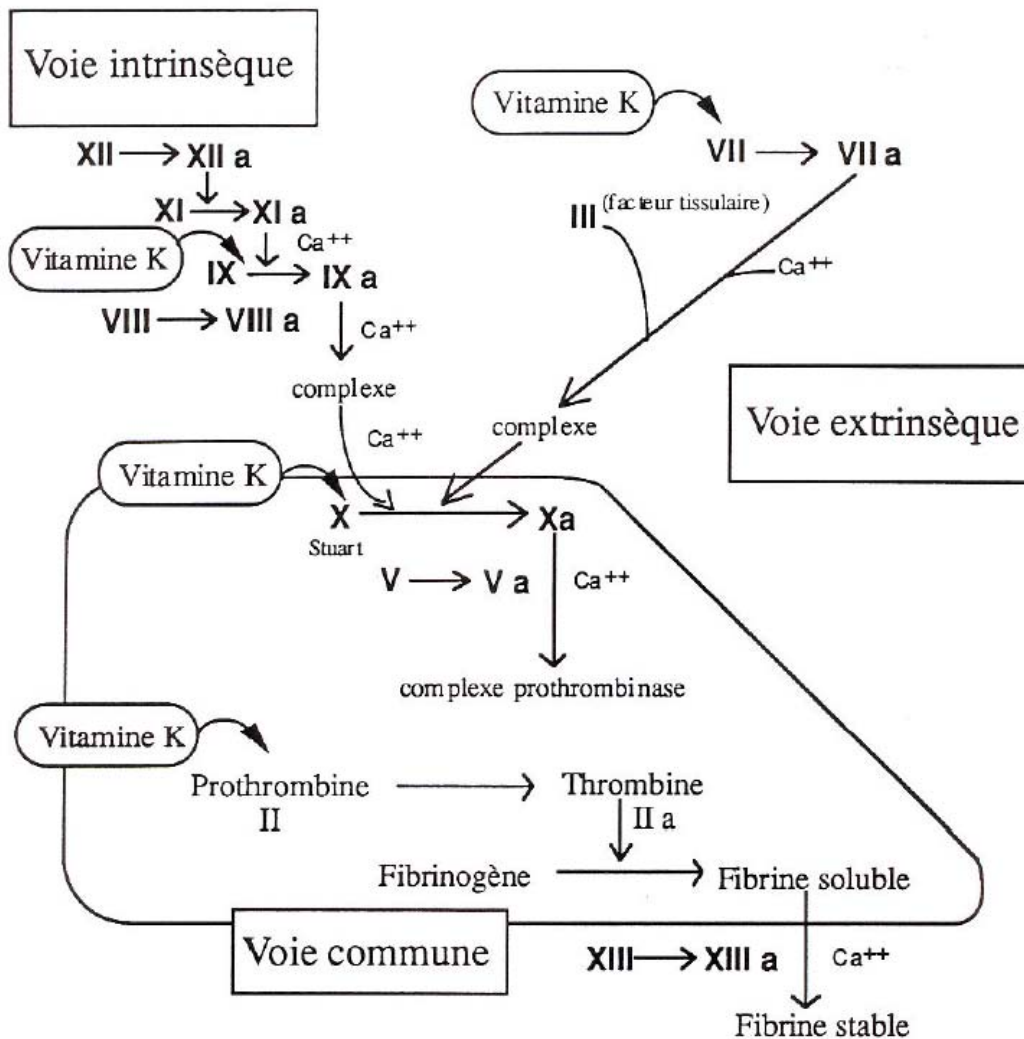 Voie intrinsèque
Vitamine K
VII → VII a
XII → XII a
III (facteur tissulaire)
XI → XI a
Ca++
Vitamine K
IX → IX a
Ca++
VIII → VIII a
Ca++
complexe
Voie extrinsèque
complexe
Ca++
Vitamine K
X → Xa
Stuart
V → V a
Ca++
complexe prothrombinase
Vitamine K
Prothrombine → Thrombine
II
II a
Fibrinogène → Fibrine soluble
Voie commune
XIII → XIII a
Ca++
Fibrine stable